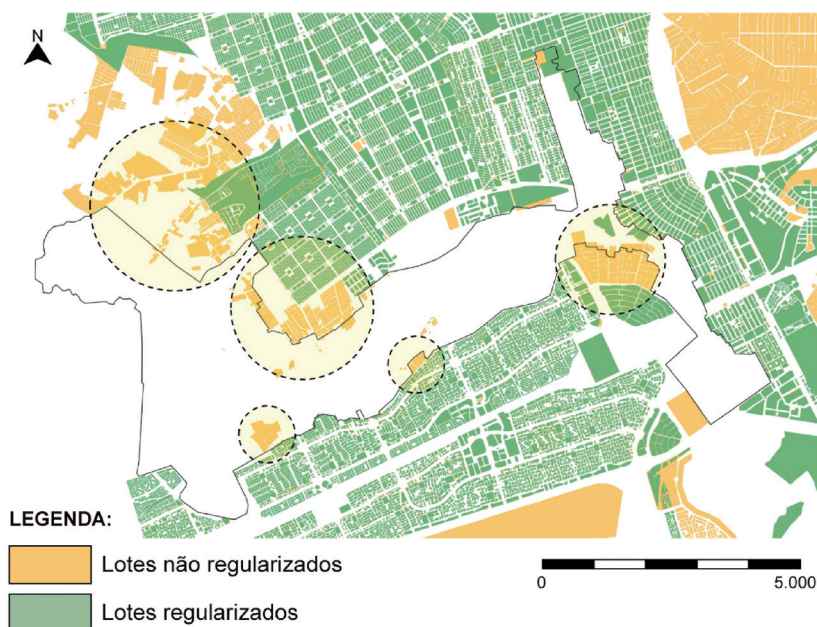 N
LEGENDA:
Lotes não regularizados
Lotes regularizados
0 5.000